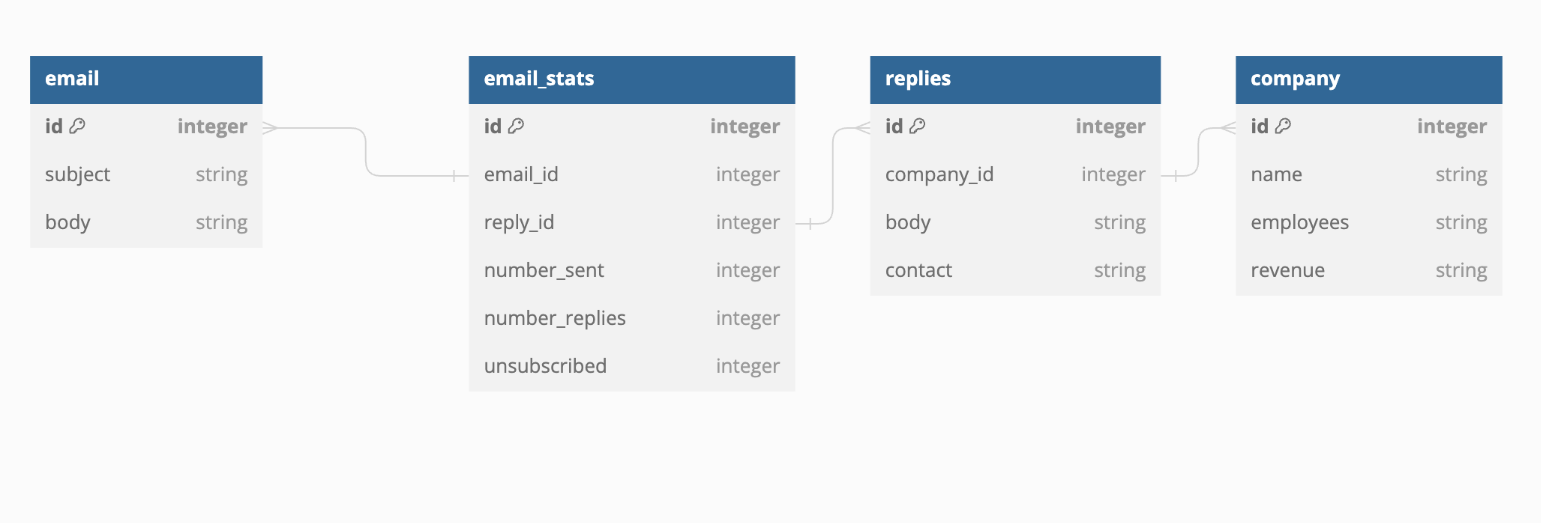 email
id integer
subject string
body string
email_stats
id integer
email_id integer
reply_id integer
number_sent integer
number_replies integer
unsubscribed integer
replies
id integer
company_id integer
body string
contact string
company
id integer
name string
employees string
revenue string